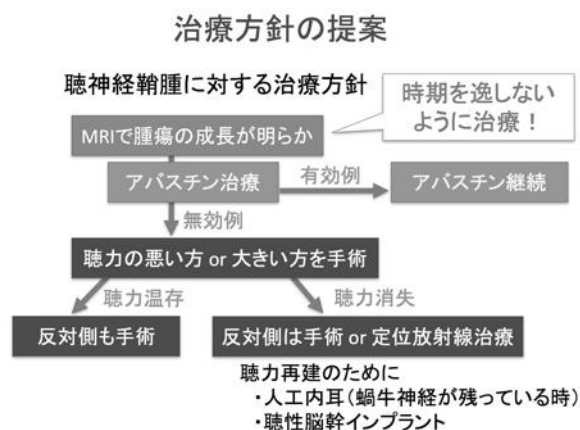 治療方針の提案
聴神経鞘腫に対する治療方針
時期を逸しない
ように治療！
MRIで腫瘍の成長が明らか
アバスチン治療
有効例
アバスチン継続
無効例
聴力の悪い方 or 大きい方を手術
聴力温存
聴力消失
反対側も手術
反対側は手術 or 定位放射線治療
聴力再建のために
・人工内耳（蝸牛神経が残っている時）
・聴性脳幹インプラント